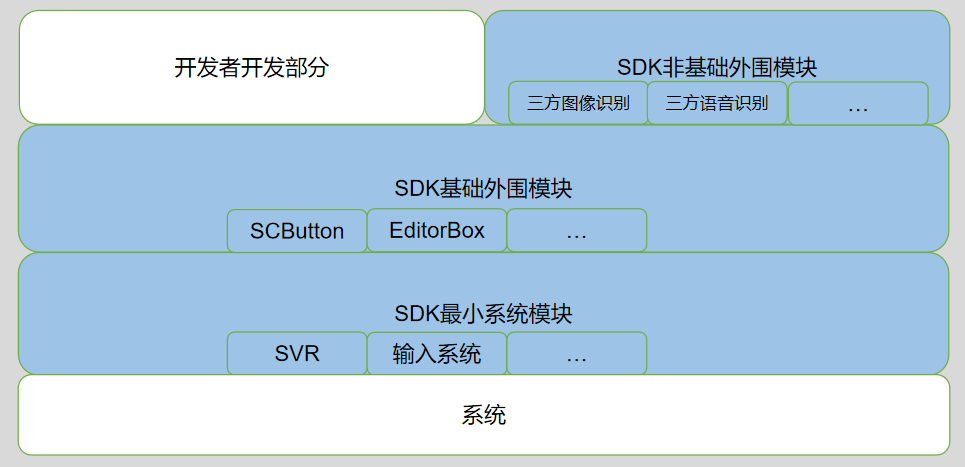 开发者开发部分
SDK非基础外围模块
三方图像识别
三方语音识别
…
SDK基础外围模块
SCButton
EditorBox
…
SDK最小系统模块
SVR
输入系统
…
系统